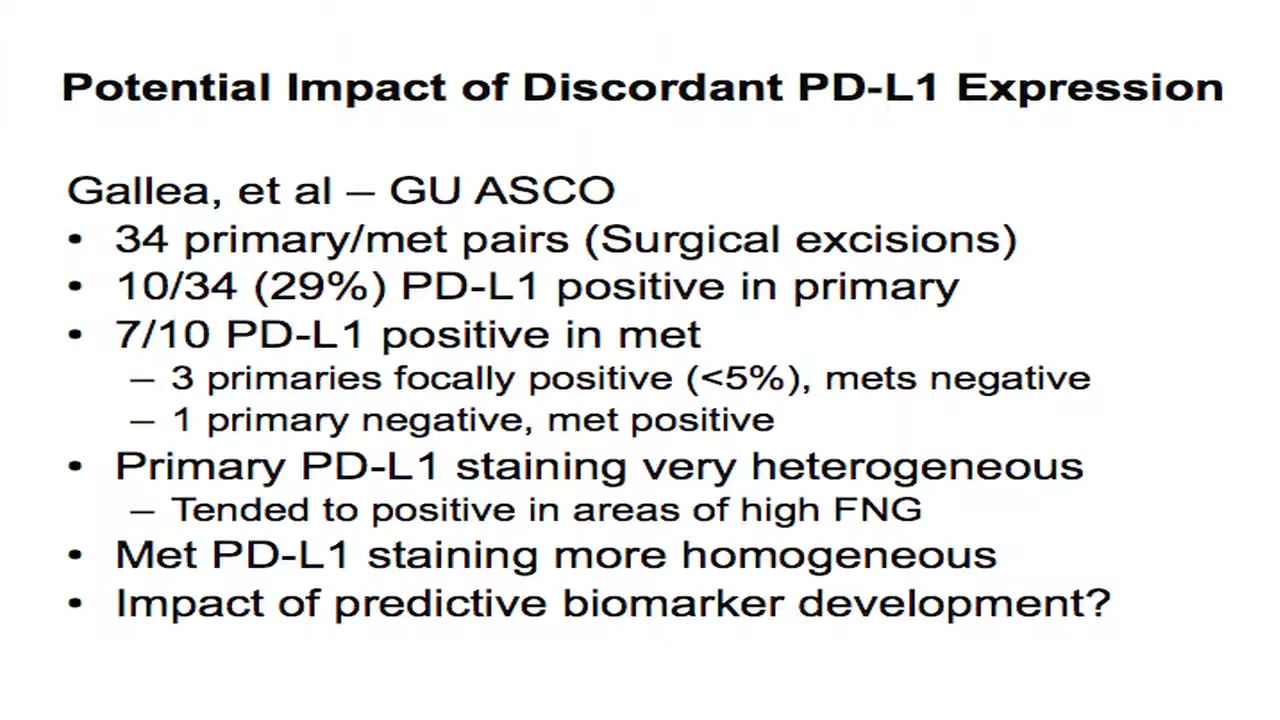 Potential Impact of Discordant PD-L1 Expression
Gallea, et al – GU ASCO
• 34 primary/met pairs (Surgical excisions)
• 10/34 (29%) PD-L1 positive in primary
• 7/10 PD-L1 positive in met
– 3 primaries focally positive (<5%), mets negative
– 1 primary negative, met positive
• Primary PD-L1 staining very heterogeneous
– Tended to positive in areas of high FNG
• Met PD-L1 staining more homogeneous
• Impact of predictive biomarker development?